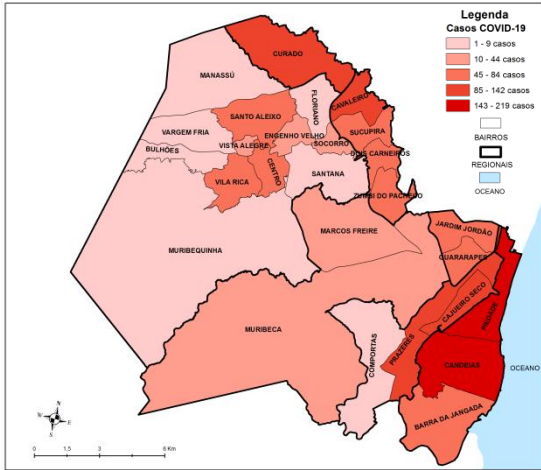 Legenda
Casos COVID-19
1 - 9 casos
10 - 44 casos
45 - 84 casos
85 - 142 casos
143 - 219 casos
BAIRROS
REGIONAIS
OCEANO
CURADO
MANASSÚ
FLORIANO
CAVALEIRO
SANTO ALEIXO
VARGEM FRIA
ENGENHO VELHO
SUCUPIRA
VISTA ALEGRE
SOCORRO
DOIS CARNEIROS
BULHÕES
CENTRO
SANTANA
VILA RICA
ZUMBI DO PACHECO
JARDIM JORDÃO
MARCOS FREIRE
GUARARAPES
MURIBEQUINHA
CAJUEIRO SECO
PIEDADE
MURIBECA
COMPORTAS
PRAZERES
CANDEIAS
OCEANO
BARRA DA JANGADA
N
W
E
S
0 1,5 3 6 Km